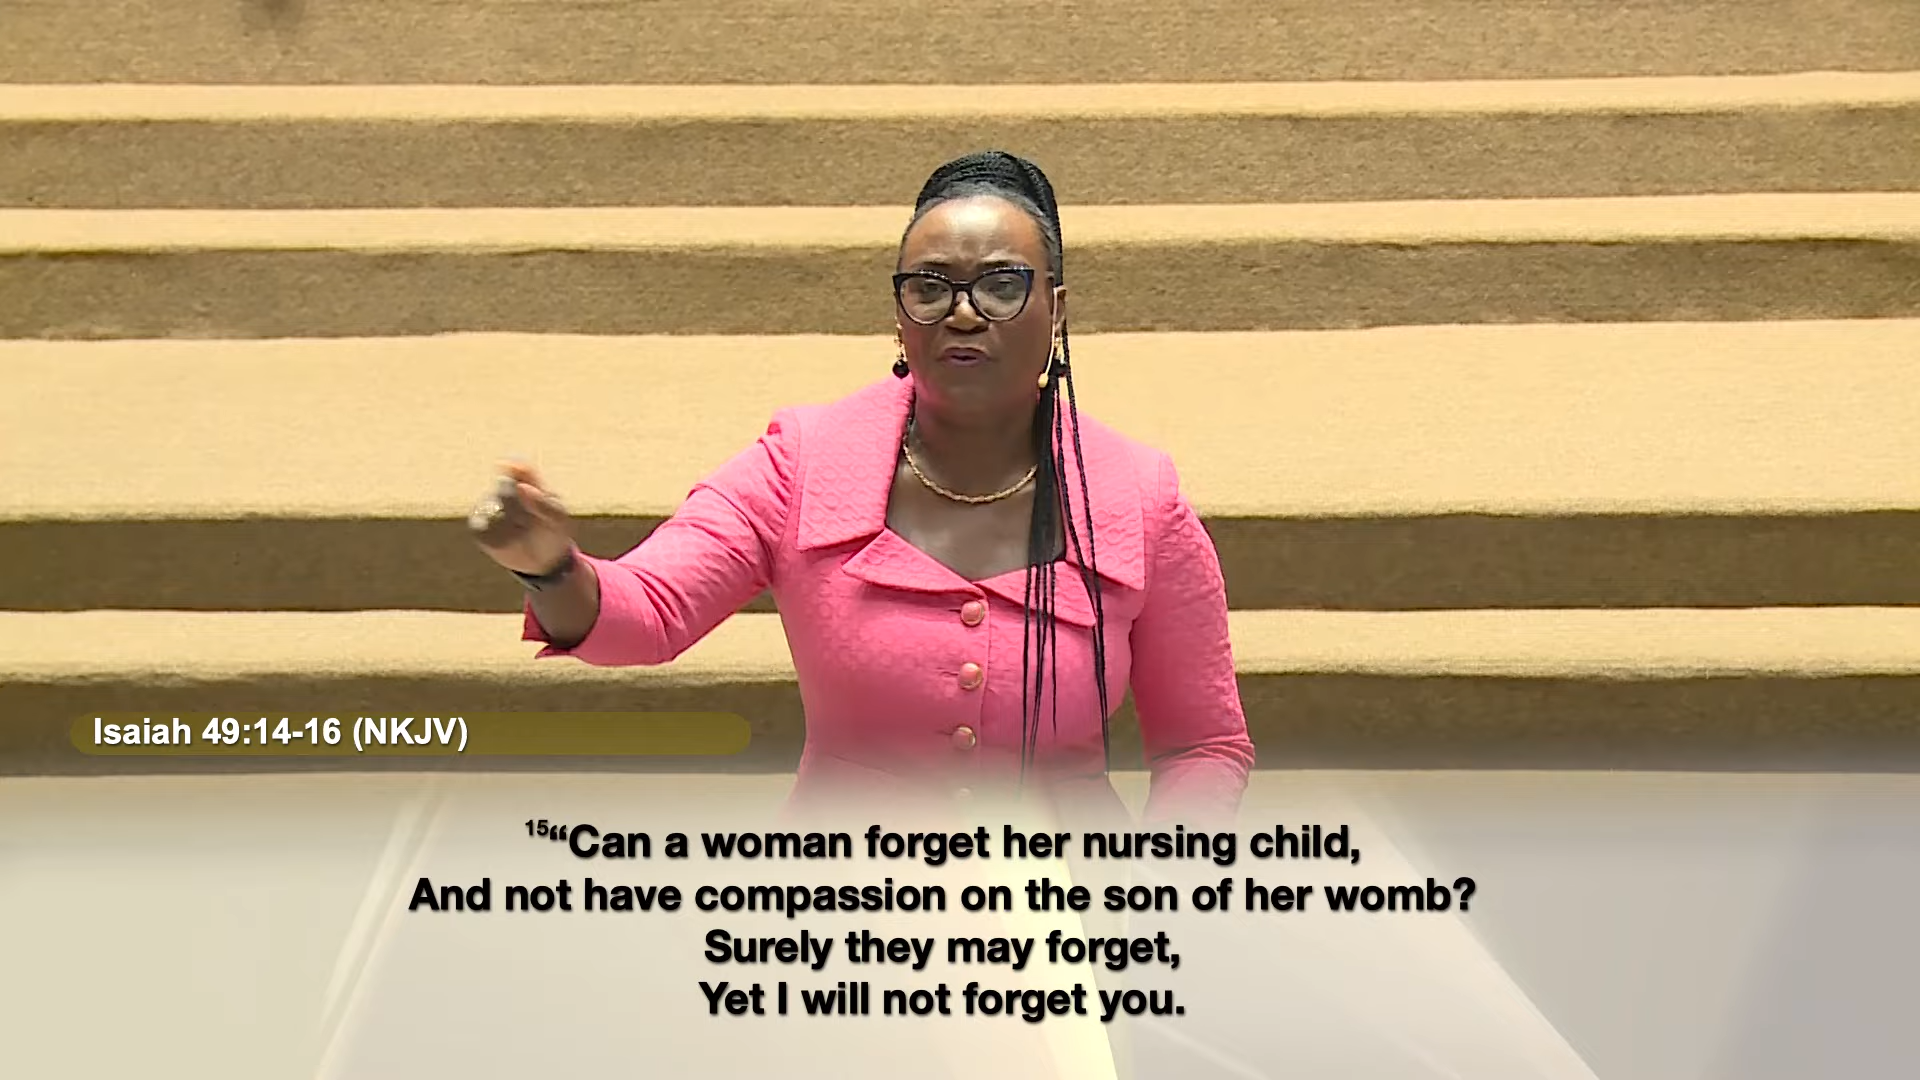 Isaiah 49:14-16 (NKJV)
¹⁵“Can a woman forget her nursing child,
And not have compassion on the son of her womb?
Surely they may forget,
Yet I will not forget you.